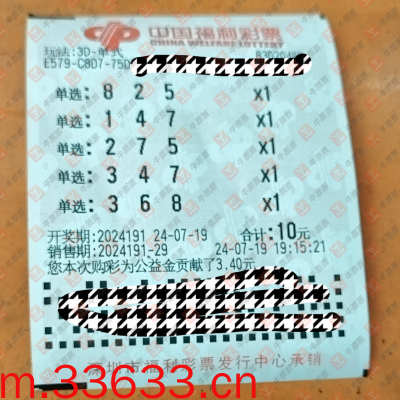 中国福利彩票
CHINA WELFARE LOTTERY
玩法:3D-单式
E579-C8D7-75D
单选: 8 2 5 x1
单选: 1 4 7 x1
单选: 2 7 5 x1
单选: 3 4 7 x1
单选: 3 6 8 x1
开奖期:2024191 24-07-19 合计:10元
销售期:2024191-29 24-07-19 19:15:21
您本次购彩为公益金贡献了3.40元
圳市福利彩票发行中心承销
m.33633.cn